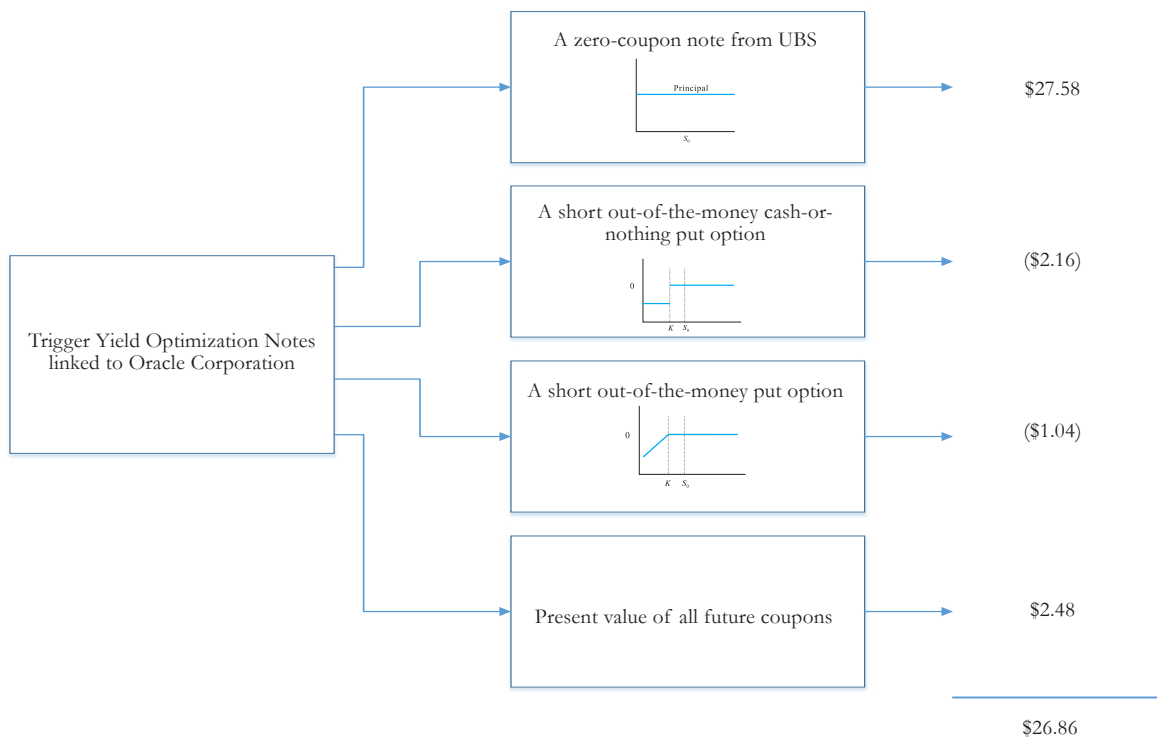 Trigger Yield Optimization Notes
linked to Oracle Corporation
A zero-coupon note from UBS
Principal
S₀
$27.58
A short out-of-the-money cash-or-
nothing put option
0
K S₀
($2.16)
A short out-of-the-money put option
0
K S₀
($1.04)
Present value of all future coupons
$2.48
$26.86